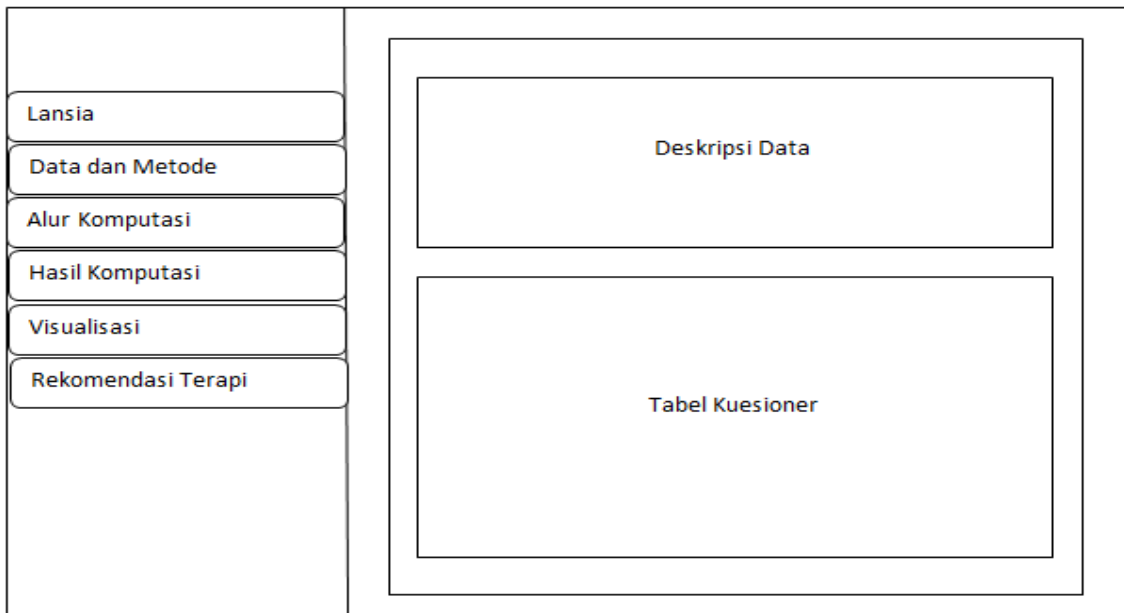 Lansia
Data dan Metode
Alur Komputasi
Hasil Komputasi
Visualisasi
Rekomendasi Terapi
Deskripsi Data
Tabel Kuesioner